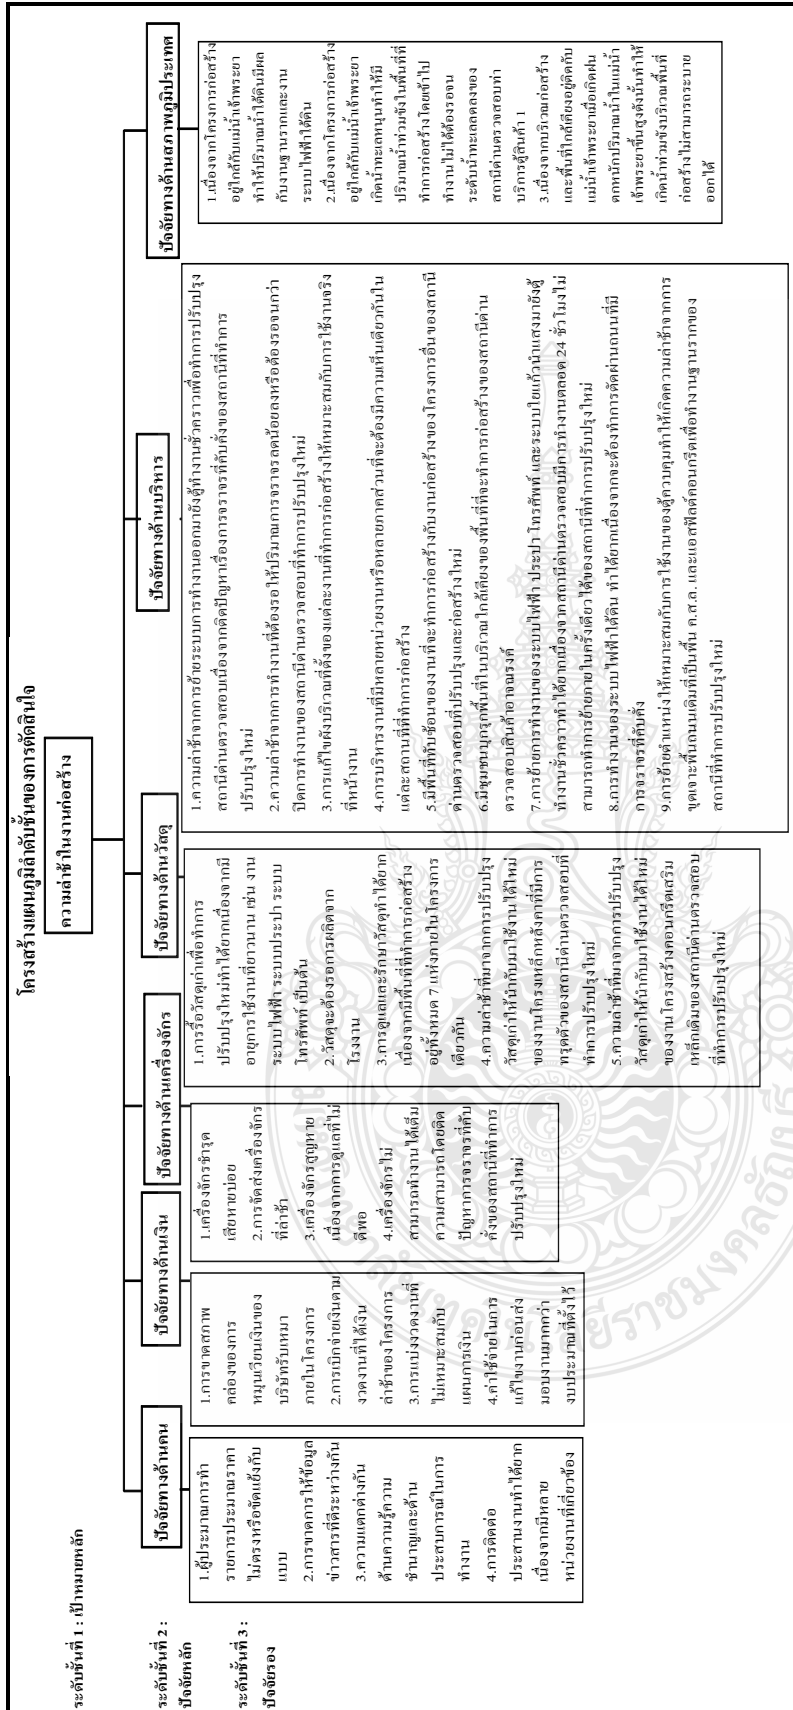 โครงสร้างแผนภูมิลำดับชั้นของการตัดสินใจ
ระดับชั้นที่ 1 : เป้าหมายหลัก
ความล่าช้าในงานก่อสร้าง
ระดับชั้นที่ 2 :
ปัจจัยหลัก
ปัจจัยทางด้านคน
ปัจจัยทางด้านเงิน
ปัจจัยทางด้านเครื่องจักร
ปัจจัยทางด้านวัสดุ
ปัจจัยทางด้านบริหาร
ปัจจัยทางด้านสภาพภูมิประเทศ
ระดับชั้นที่ 3 :
ปัจจัยรอง
1.ผู้ประมาณการทำ
รายการประมาณราคา
ไม่ตรงหรือขัดแย้งกับ
แบบ
2.การขาดการให้ข้อมูล
ข่าวสารที่ดีระหว่างกัน
3.ความแตกต่างกัน
ด้านความรู้ความ
ชำนาญและด้าน
ประสบการณ์ในการ
ทำงาน
4.การติดต่อ
ประสานงานทำได้ยาก
เนื่องจากมีหลาย
หน่วยงานที่เกี่ยวข้อง
1.การขาดสภาพ
คล่องของการ
หมุนเวียนเงินของ
บริษัทรับเหมา
ภายในโครงการ
2.การเบิกจ่ายเงินตาม
งวดงานที่ได้เงิน
ล่าช้าของโครงการ
3.การแบ่งงวดงานที่
ไม่เหมาะสมกับ
แผนการเงิน
4.ค่าใช้จ่ายในการ
แก้ไขงานก่อนส่ง
มอบงานมากกว่า
งบประมาณที่ตั้งไว้
1.เครื่องจักรชำรุด
เสียหายบ่อย
2.การจัดส่งเครื่องจักร
ที่ล่าช้า
3.เครื่องจักรสูญหาย
เนื่องจากการดูแลที่ไม่
ดีพอ
4.เครื่องจักรไม่
สามารถทำงานได้เต็ม
ความสามารถโดยติด
ปัญหาการจราจรที่คับ
คั่งของสถานีที่ทำการ
ปรับปรุงใหม่
1.การรื้อวัสดุเก่าเพื่อทำการ
ปรับปรุงใหม่ทำได้ยากเนื่องจากมี
อายุการใช้งานที่ยาวนาน เช่น งาน
ระบบไฟฟ้า ระบบประปา ระบบ
โทรศัพท์ เป็นต้น
2.วัสดุจะต้องรอการผลิตจาก
โรงงาน
3.การดูแลและรักษาวัสดุทำได้ยาก
เนื่องจากมีพื้นที่ที่ทำการก่อสร้าง
อยู่ทั้งหมด 7 แห่งภายในโครงการ
เดียวกัน
4.ความล่าช้าที่มาจากการปรับปรุง
วัสดุเก่าให้นำกลับมาใช้งานได้ใหม่
ของงานโครงเหล็กหลังคาที่มีการ
ทรุดตัวของสถานีด่านตรวจสอบที่
ทำการปรับปรุงใหม่
5.ความล่าช้าที่มาจากการปรับปรุง
วัสดุเก่าให้นำกลับมาใช้งานได้ใหม่
ของงานโครงสร้างคอนกรีตเสริม
เหล็กเดิมของสถานีด่านตรวจสอบ
ที่ทำการปรับปรุงใหม่
1.ความล่าช้าจากการย้ายระบบการทำงานออกมายังตู้ทำงานชั่วคราวเพื่อทำการปรับปรุง
สถานีด่านตรวจสอบเนื่องจากติดปัญหาเรื่องการจราจรที่คับคั่งของสถานีที่ทำการ
ปรับปรุงใหม่
2.ความล่าช้าจากการทำงานที่ต้องรอให้ปริมาณการจราจรลดน้อยลงหรือต้องรอจนกว่า
ปิดการทำงานของสถานีด่านตรวจสอบที่ทำการปรับปรุงใหม่
3.การแก้ไขผังบริเวณที่ตั้งของแต่ละงานที่ทำการก่อสร้างให้เหมาะสมกับการใช้งานจริง
ที่หน้างาน
4.การบริหารงานที่มีหลายหน่วยงานหรือหลายภาคส่วนที่จะต้องมีความเห็นเดียวกันใน
แต่ละสถานที่ที่ทำการก่อสร้าง
5.มีพื้นที่ทับซ้อนของงานที่จะทำการก่อสร้างกับงานก่อสร้างของโครงการอื่นของสถานี
ด่านตรวจสอบที่ปรับปรุงและก่อสร้างใหม่
6.มีชุมชนบุกรุกพื้นที่ในบริเวณใกล้เคียงของพื้นที่ที่จะทำการก่อสร้างของสถานีด่าน
ตรวจสอบสินค้าอาจณรงค์
7.การย้ายการทำงานของระบบไฟฟ้า ประปา โทรศัพท์ และระบบใยแก้วนำแสงมายังตู้
ทำงานชั่วคราวทำได้ยากเนื่องจากสถานีด่านตรวจสอบมีการทำงานตลอด 24 ชั่วโมงไม่
สามารถทำการย้ายภายในครั้งเดียวได้ของสถานีที่ทำการปรับปรุงใหม่
8.การทำงานของระบบไฟฟ้าใต้ดิน ทำได้ยากเนื่องจากจะต้องทำการตัดผ่านถนนที่มี
การจราจรที่คับคั่ง
9.การย้ายตำแหน่งให้เหมาะสมกับการใช้งานของตู้ควบคุมทำให้เกิดความล่าช้าจากการ
ขุดเจาะพื้นถนนเดิมที่เป็นพื้น ค.ส.ล. และแอสฟัลต์คอนกรีตเพื่อทำงานฐานรากของ
สถานีที่ทำการปรับปรุงใหม่
1.เนื่องจากโครงการก่อสร้าง
อยู่ใกล้กับแม่น้ำเจ้าพระยา
ทำให้ปริมาณน้ำใต้ดินมีผล
กับงานฐานรากและงาน
ระบบไฟฟ้าใต้ดิน
2.เนื่องจากโครงการก่อสร้าง
อยู่ใกล้กับแม่น้ำเจ้าพระยา
เกิดน้ำทะเลหนุนทำให้มี
ปริมาณน้ำท่วมขังในพื้นที่ที่
ทำการก่อสร้างโดยเข้าไป
ทำงานไม่ได้ต้องรอจน
ระดับน้ำทะเลลดลงของ
สถานีด่านตรวจสอบท่า
บริการตู้สินค้า 1
3.เนื่องจากบริเวณก่อสร้าง
และพื้นที่ใกล้เคียงอยู่ติดกับ
แม่น้ำเจ้าพระยาเมื่อเกิดฝน
ตกหนักปริมาณน้ำในแม่น้ำ
เจ้าพระยาขึ้นสูงดังนั้นทำให้
เกิดน้ำท่วมขังบริเวณพื้นที่
ก่อสร้างไม่สามารถระบาย
ออกได้